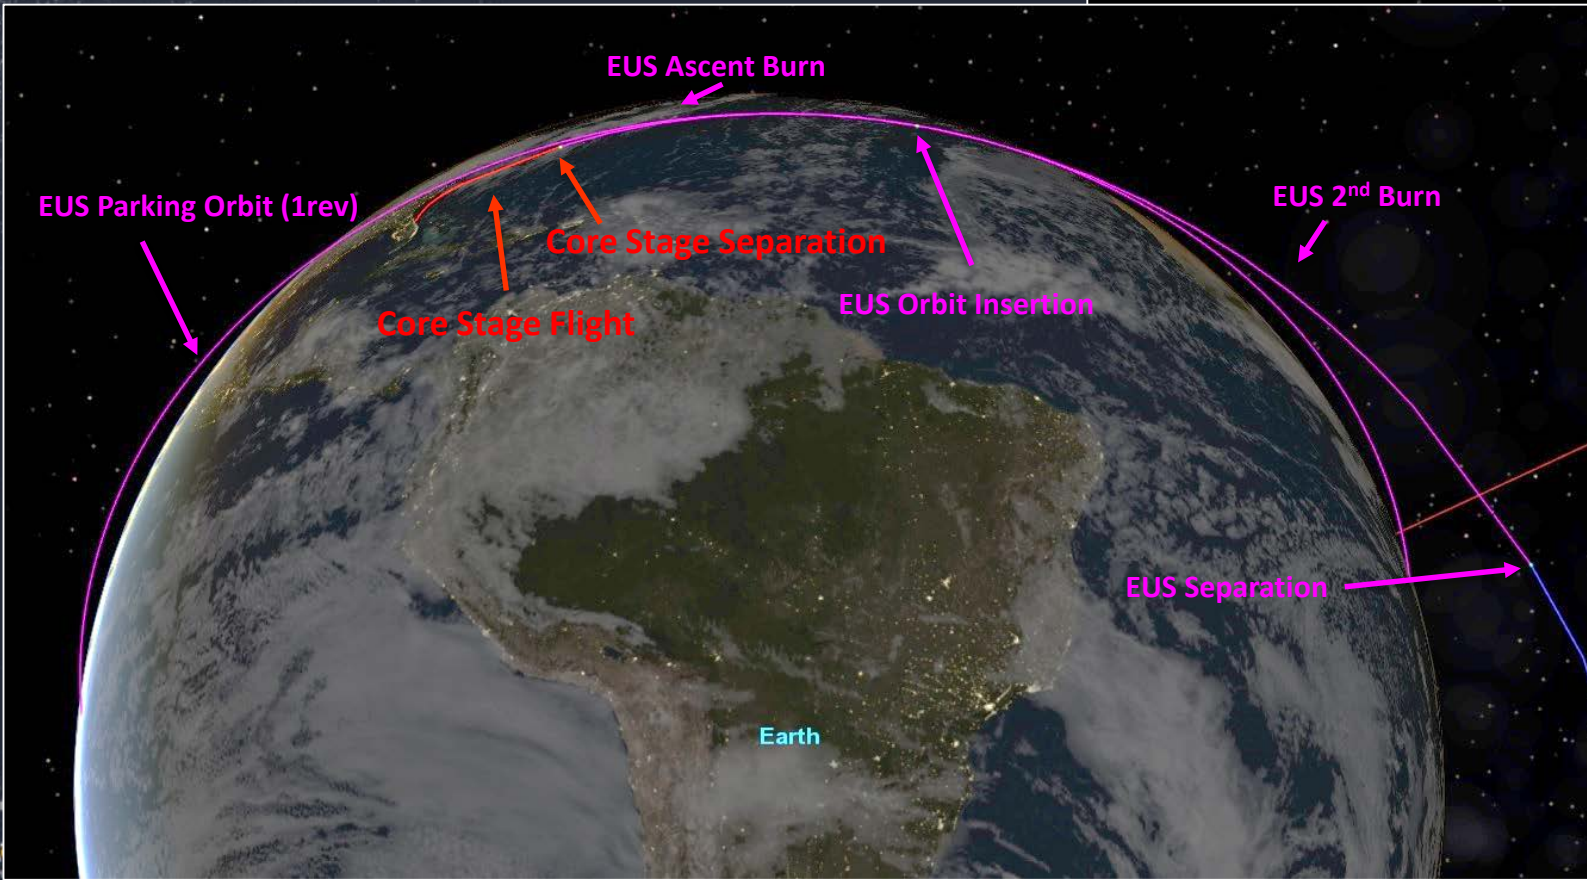 EUS Ascent Burn
EUS Parking Orbit (1rev)
EUS 2nd Burn
Core Stage Separation
EUS Orbit Insertion
Core Stage Flight
EUS Separation
Earth